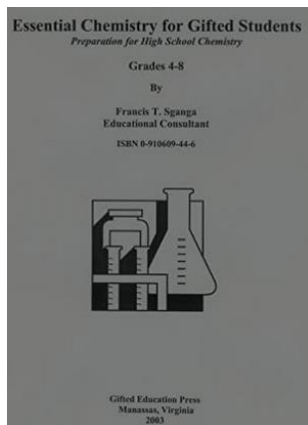 Essential Chemistry for Gifted Students
Preparation for High School Chemistry
Grades 4-8
By
Francis T. Sganga
Educational Consultant
ISBN 0-910609-44-6
Gifted Education Press
Manassas, Virginia
2003